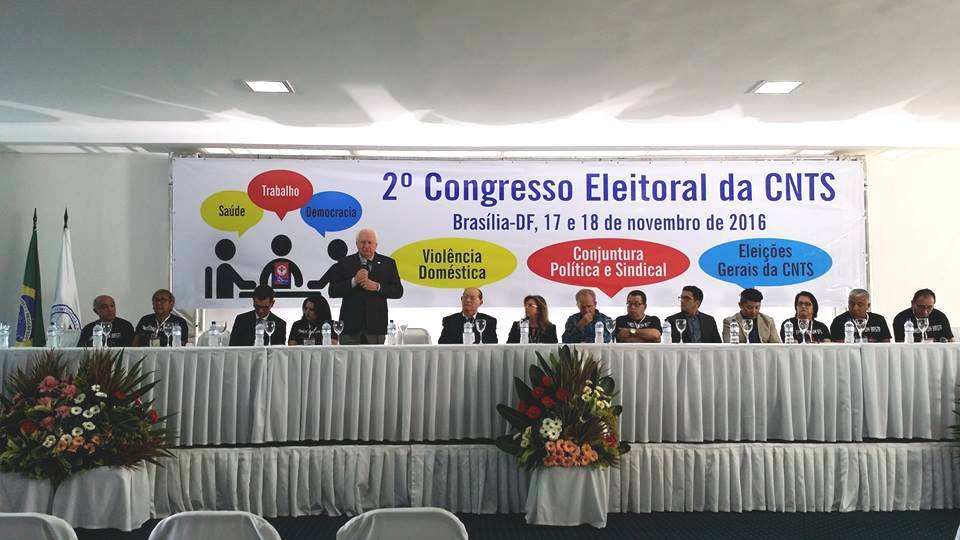 2º Congresso Eleitoral da CNTS
Brasília-DF, 17 e 18 de novembro de 2016
Trabalho
Saúde
Democracia
Violência
Doméstica
Conjuntura
Política e Sindical
Eleições
Gerais da CNTS